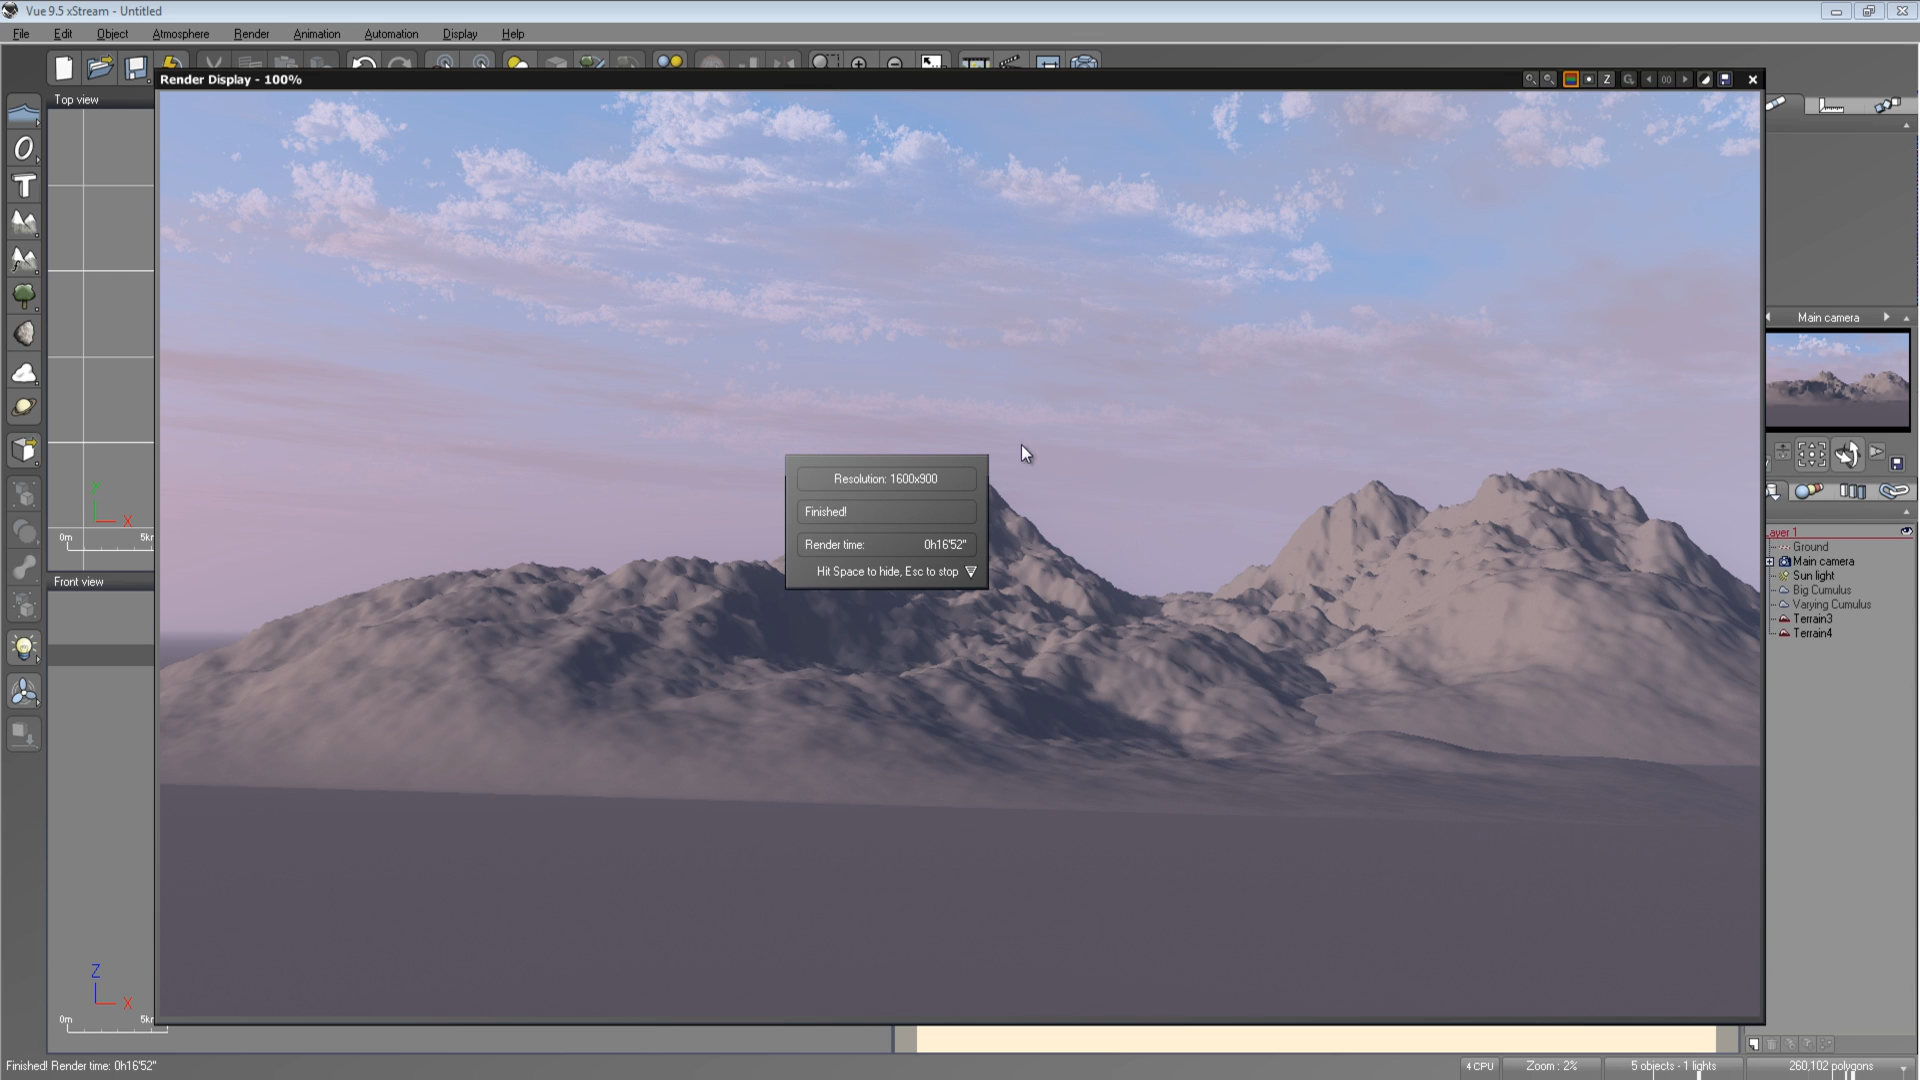 Vue 9.5 xStream - Untitled
File Edit Object Atmosphere Render Animation Automation Display Help
Render Display - 100%
Z
G
Top view
Main camera
Y
X
0m
Front view
Resolution: 1600x900
Finished!
Render time: 0h16'52"
Hit Space to hide, Esc to stop
Ground
Main camera
Sun light
Big Cumulus
Varying Cumulus
Terrain3
Terrain4
Z
X
0m
Finished! Render time: 0h16'52"
4 CPU
Zoom : 2%
5 objects - 1 lights
260,102 polygons